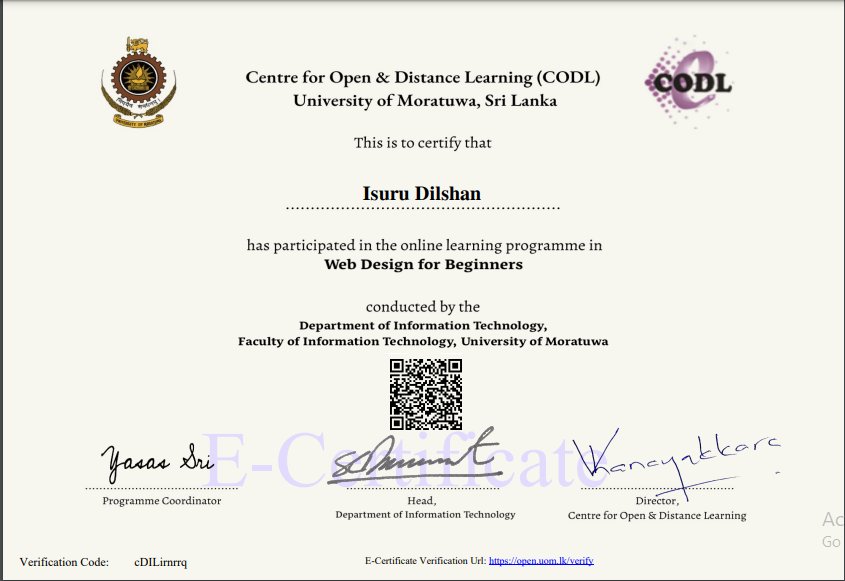 Centre for Open & Distance Learning (CODL)
University of Moratuwa, Sri Lanka
CODL
UNIVERSITY OF MORATUWA
This is to certify that
Isuru Dilshan
has participated in the online learning programme in
Web Design for Beginners
conducted by the
Department of Information Technology,
Faculty of Information Technology, University of Moratuwa
E-Certificate
Yasas Sri
Programme Coordinator
Head,
Department of Information Technology
Director,
Centre for Open & Distance Learning
Verification Code: cDILirnrrq
E-Certificate Verification Url: https://open.uom.lk/verify
Ac
Go